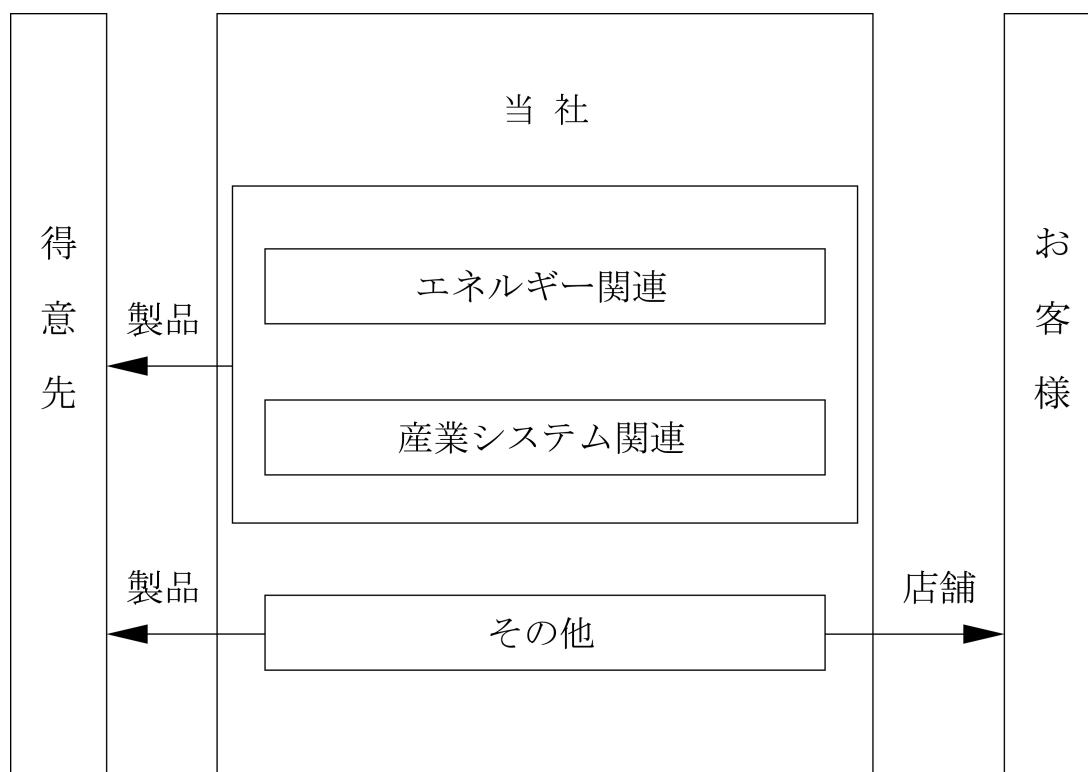 当社
得意先
製品
エネルギー関連
産業システム関連
製品
その他
店舗
お客様